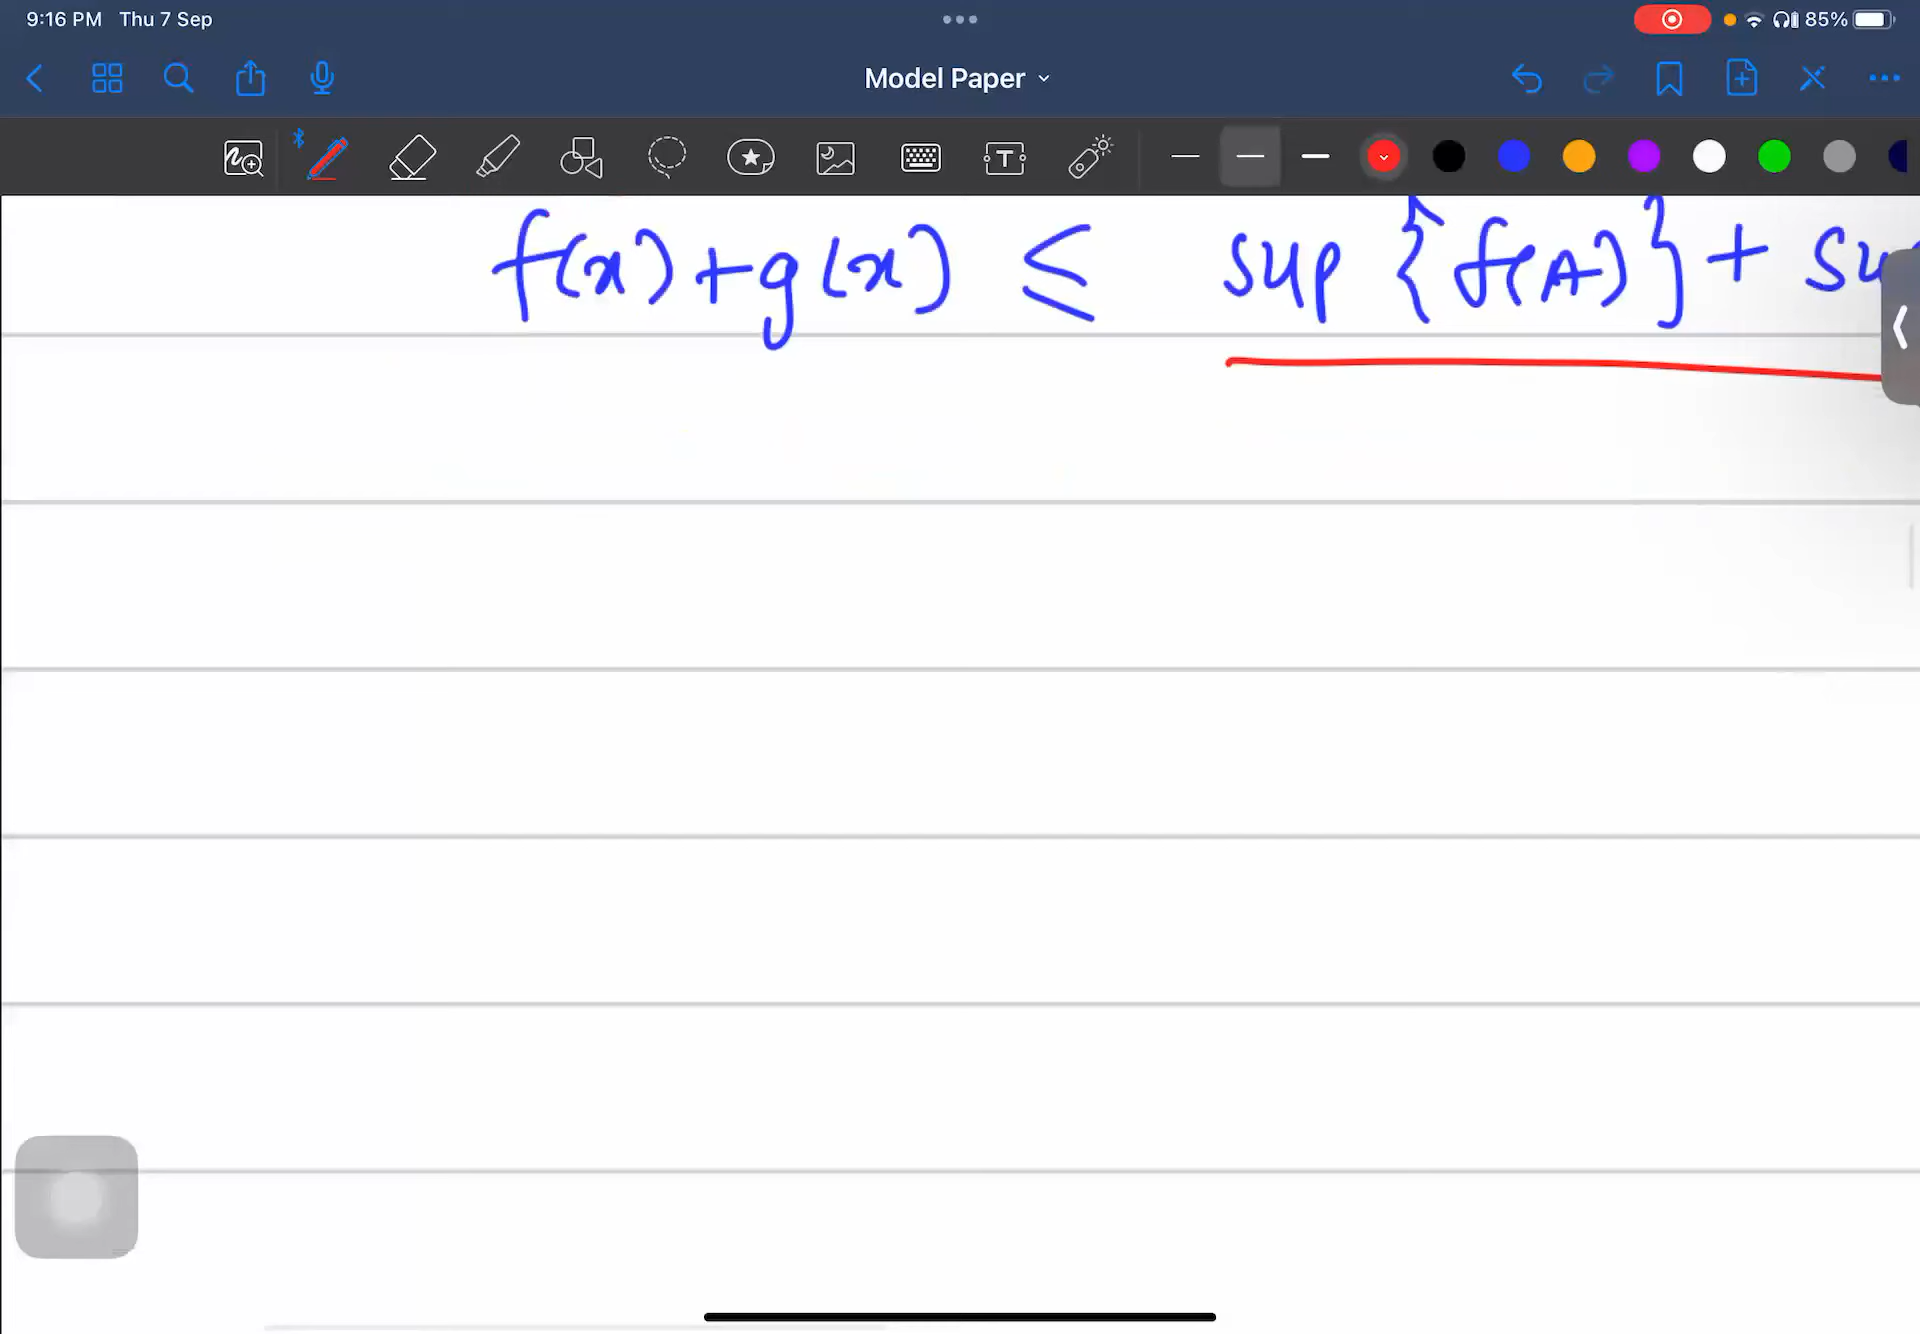 9:16 PM Thu 7 Sep 85%
Model Paper
T
f(x)+g(x) ≤ sup {f(A)} + su